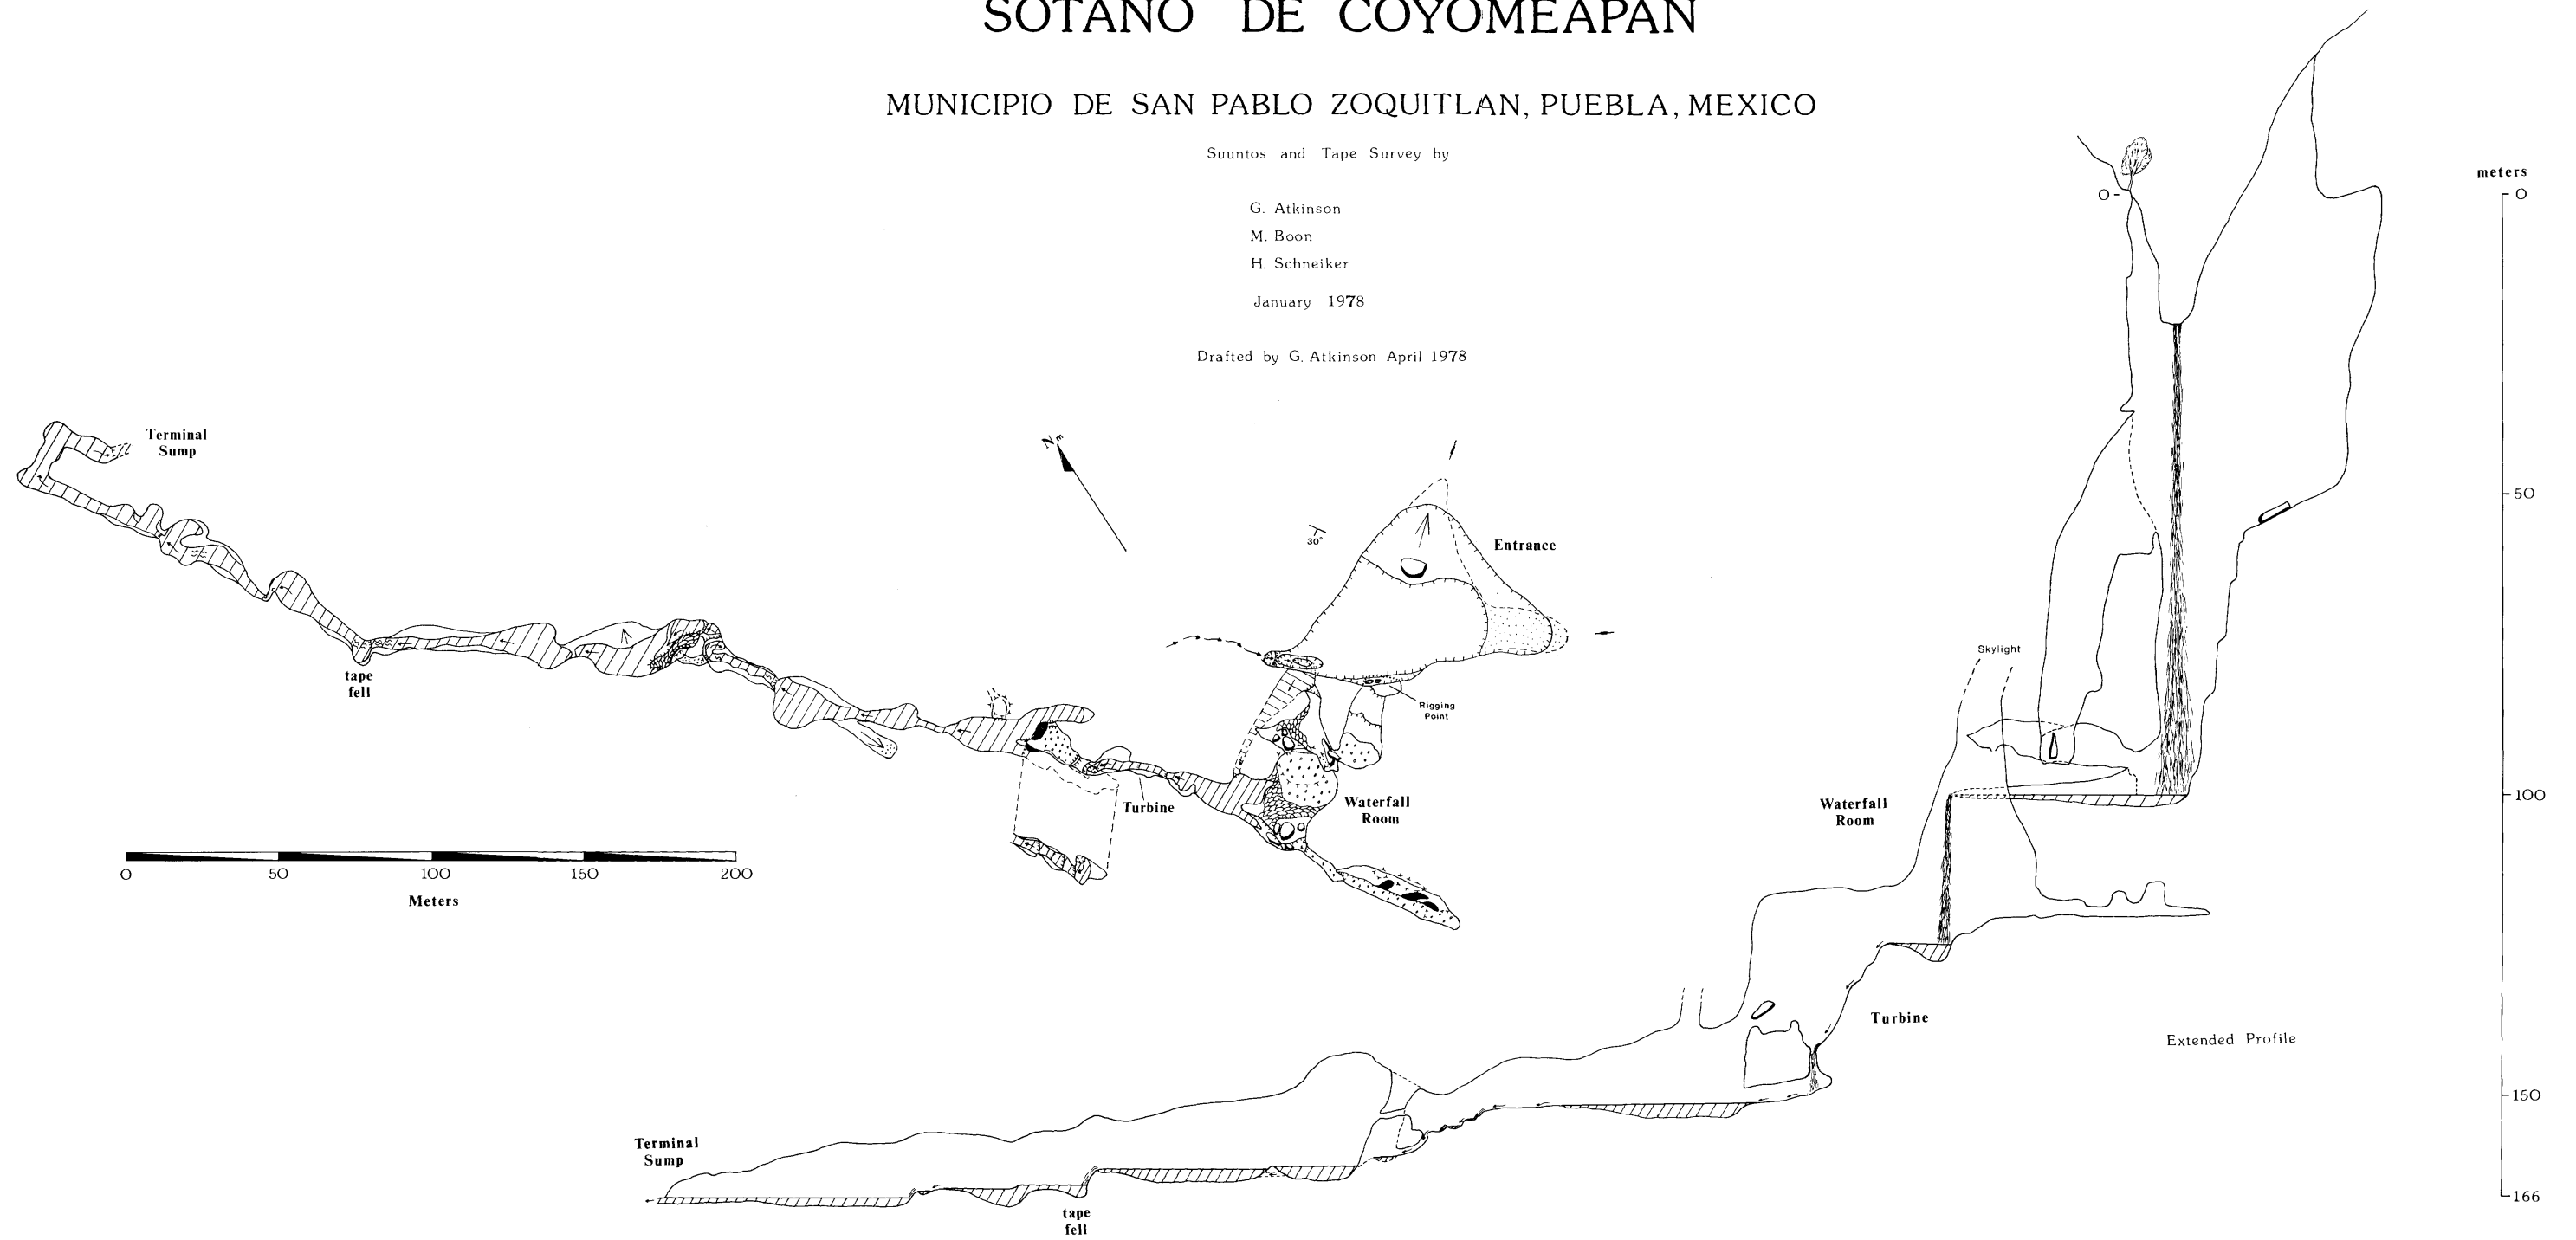 SOTANO DE COYOMEAPAN
MUNICIPIO DE SAN PABLO ZOQUITLAN, PUEBLA, MEXICO
Suuntos and Tape Survey by
G. Atkinson
M. Boon
H. Schneiker
January 1978
Drafted by G. Atkinson April 1978
meters
0
0-
50
100
150
166
Terminal
Sump
tape
fell
N
30°
Entrance
Rigging
Point
Waterfall
Room
Turbine
0 50 100 150 200
Meters
Skylight
Waterfall
Room
Turbine
Extended Profile
Terminal
Sump
tape
fell